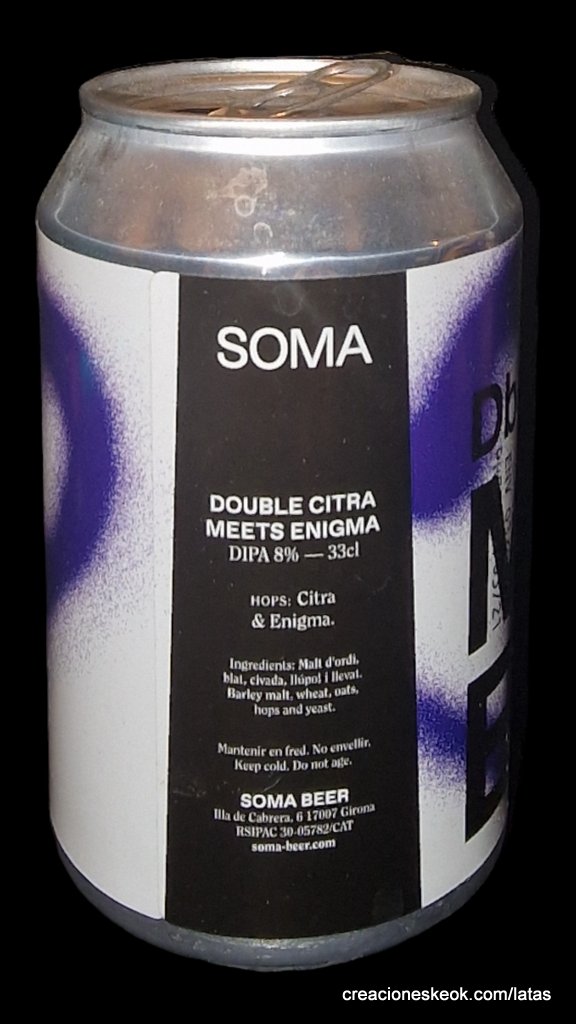 SOMA
DOUBLE CITRA
MEETS ENIGMA
DIPA 8% — 33cl
HOPS: Citra
& Enigma.
Ingredients: Malt d'ordi,
blat, civada, llúpol i llevat.
Barley malt, wheat, oats,
hops and yeast.
Mantenir en fred. No envellir.
Keep cold. Do not age.
SOMA BEER
Illa de Cabrera, 6 17007 Girona
RSIPAC 30-05782/CAT
soma-beer.com
Db
creacioneskeok.com/latas